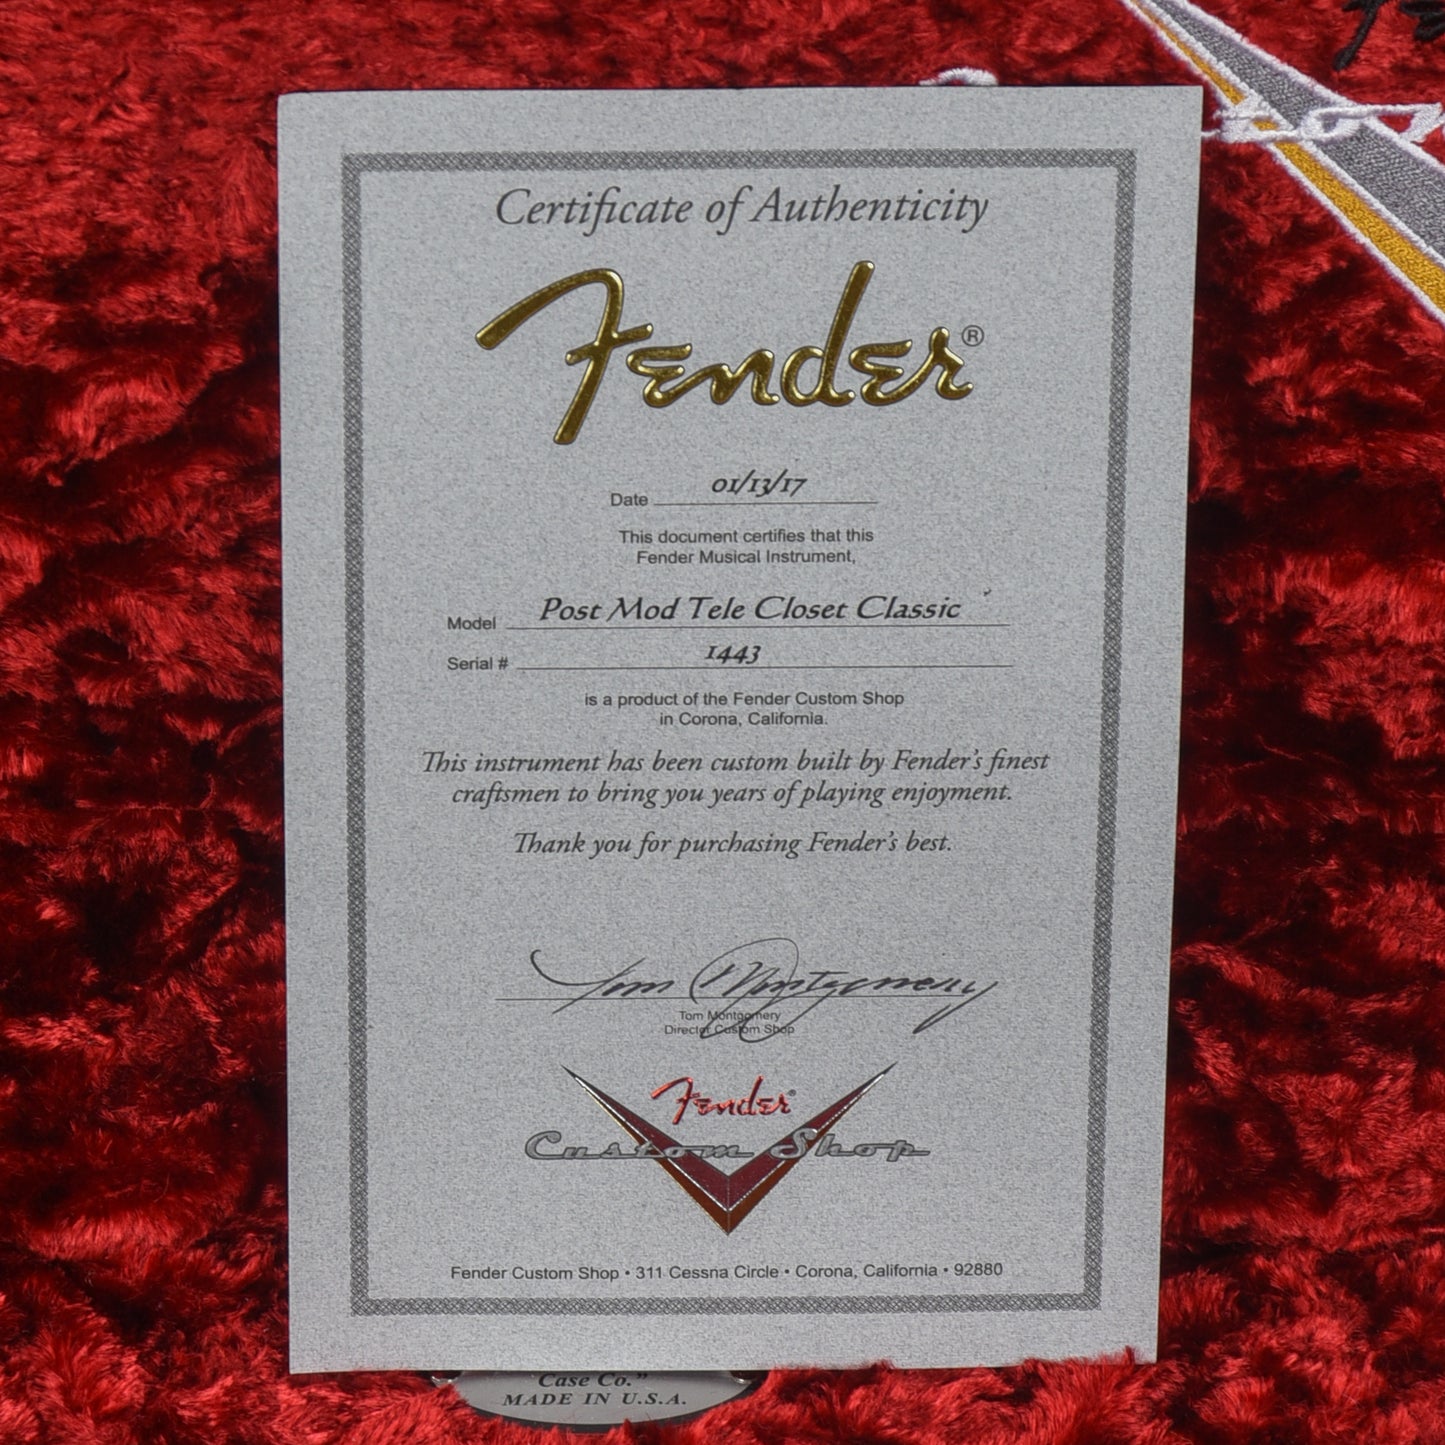 Certificate of Authenticity
Fender®
Date 01/13/17
This document certifies that this
Fender Musical Instrument,
Model Post Mod Tele Closet Classic
Serial # 1443
is a product of the Fender Custom Shop
in Corona, California.
This instrument has been custom built by Fender's finest
craftsmen to bring you years of playing enjoyment.
Thank you for purchasing Fender's best.
Tom Montgomery
Tom Montgomery
Director Custom Shop
Fender®
Custom Shop
Fender Custom Shop • 311 Cessna Circle • Corona, California • 92880
Case Co."
MADE IN U.S.A.